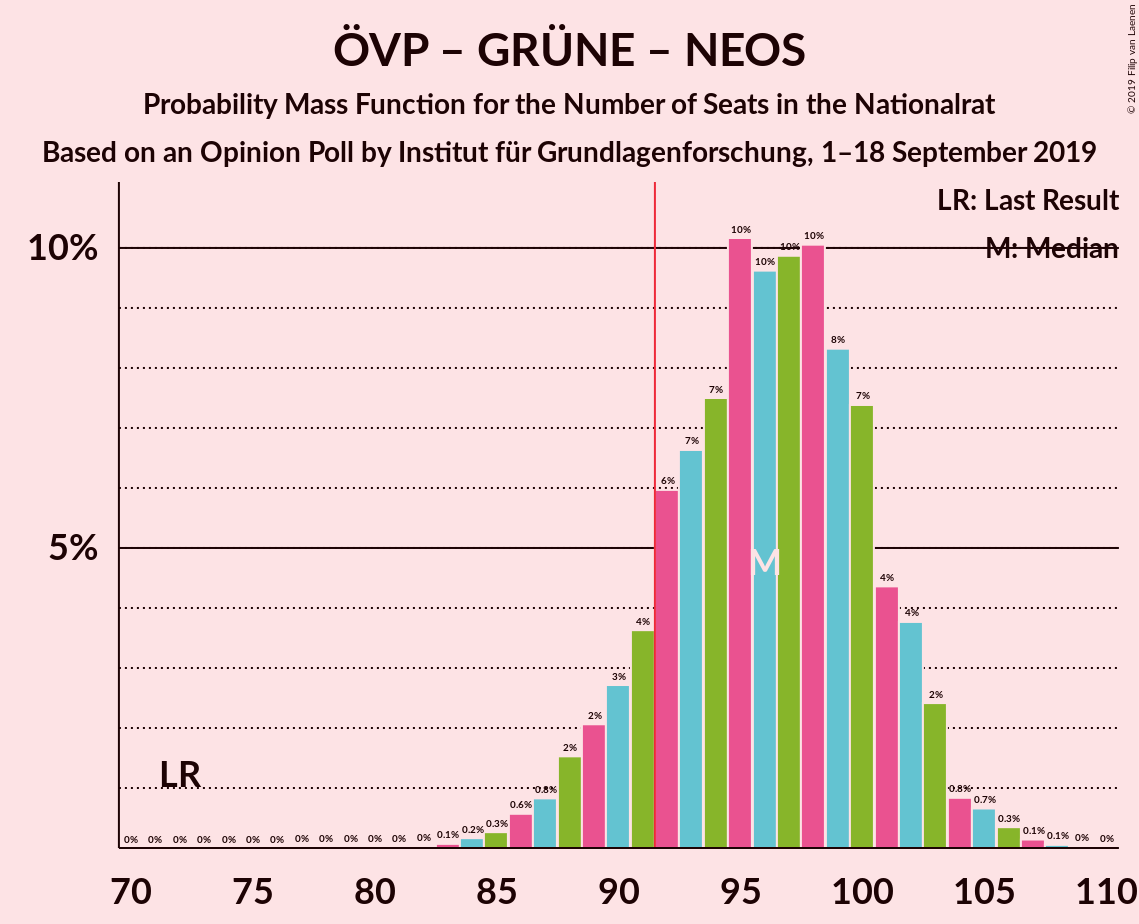 ÖVP – GRÜNE – NEOS
Probability Mass Function for the Number of Seats in the Nationalrat
Based on an Opinion Poll by Institut für Grundlagenforschung, 1–18 September 2019
© 2019 Filip van Laenen
LR: Last Result
M: Median
10%
5%
LR
M
0% 0% 0% 0% 0% 0% 0% 0% 0% 0% 0% 0% 0% 0.1% 0.2% 0.3% 0.6% 0.8% 2% 2% 3% 4% 6% 7% 7% 10% 10% 10% 10% 8% 7% 4% 4% 2% 0.8% 0.7% 0.3% 0.1% 0.1% 0% 0%
70 75 80 85 90 95 100 105 110